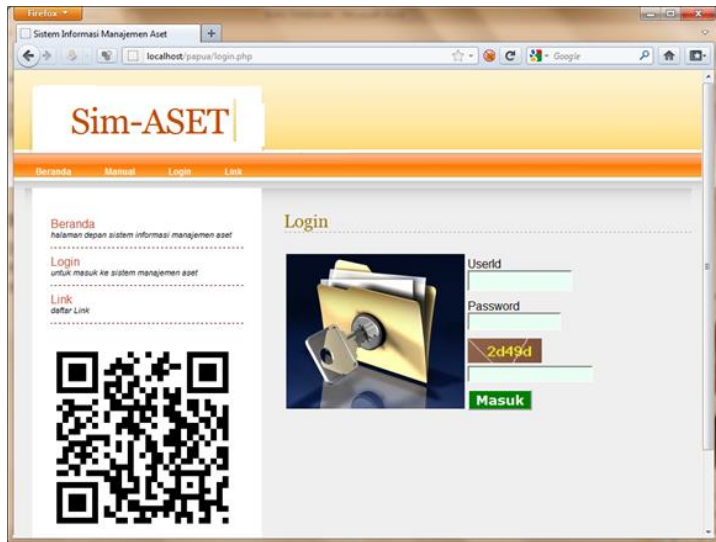 Firefox
Sistem Informasi Manajemen Aset
localhost/papua/login.php
Google
Sim-ASET
Beranda Manual Login Link
Beranda
halaman depan sistem informasi manajemen aset
Login
untuk masuk ke sistem manajemen aset
Link
daftar Link
Login
UserId
Password
2d49d
Masuk